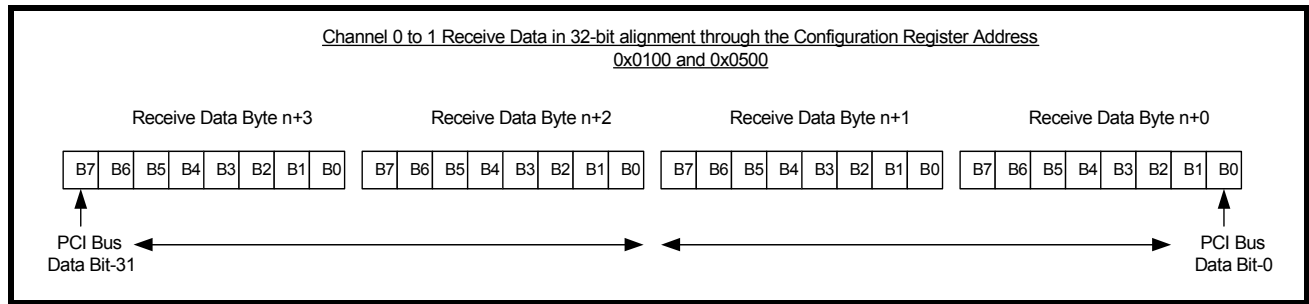 Channel 0 to 1 Receive Data in 32-bit alignment through the Configuration Register Address
0x0100 and 0x0500
Receive Data Byte n+3 Receive Data Byte n+2 Receive Data Byte n+1 Receive Data Byte n+0
B7 B6 B5 B4 B3 B2 B1 B0 B7 B6 B5 B4 B3 B2 B1 B0 B7 B6 B5 B4 B3 B2 B1 B0 B7 B6 B5 B4 B3 B2 B1 B0
PCI Bus PCI Bus
Data Bit-31 Data Bit-0